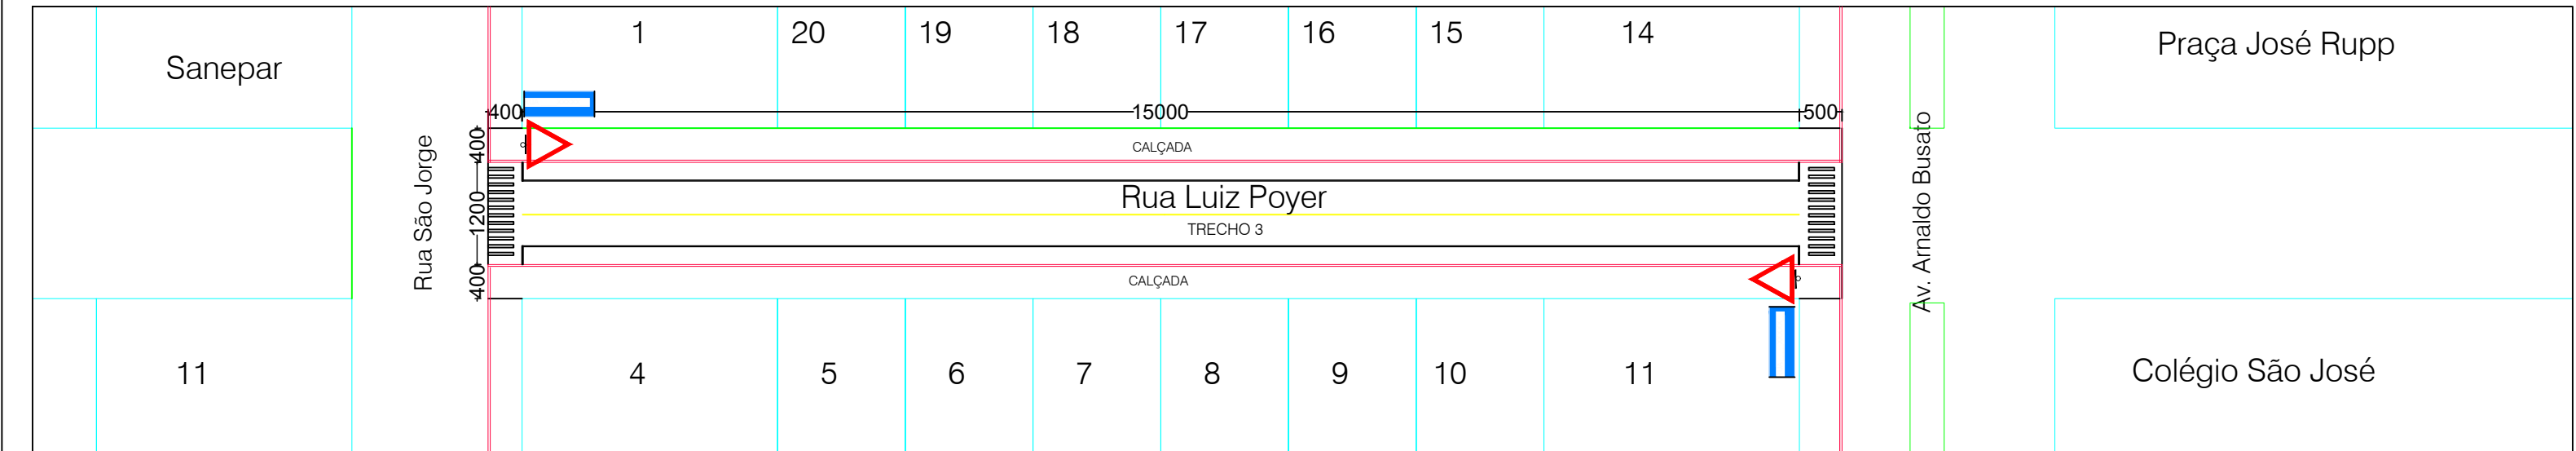 1 20 19 18 17 16 15 14
Sanepar
Praça José Rupp
400 15000 500
400
1200
400
Rua São Jorge
CALÇADA
Rua Luiz Poyer
TRECHO 3
CALÇADA
Av. Arnaldo Busato
11 4 5 6 7 8 9 10 11
Colégio São José